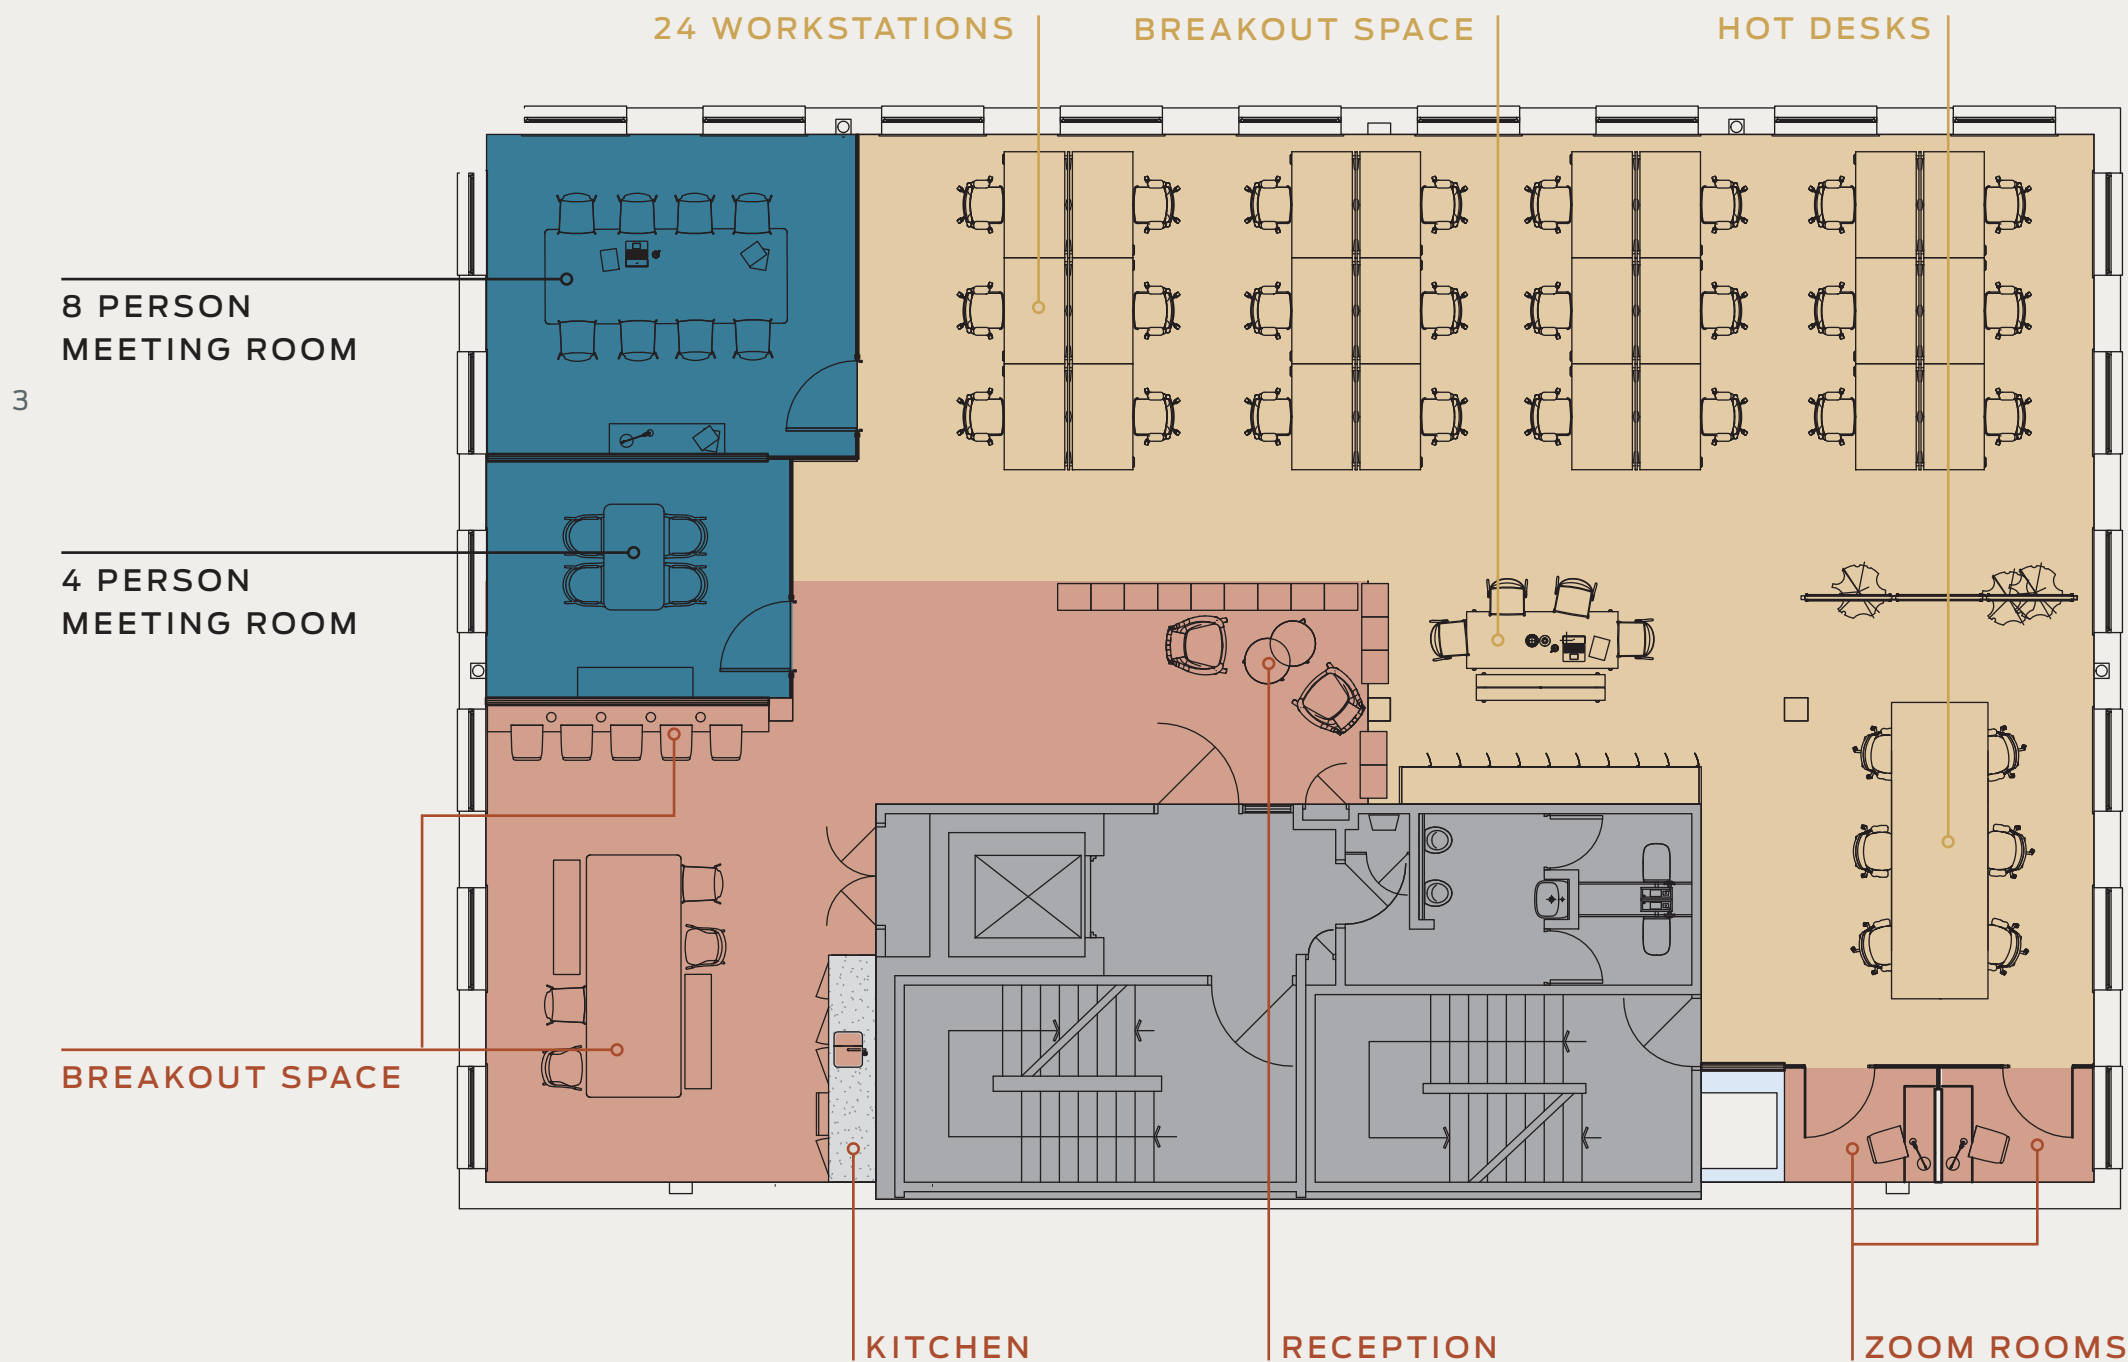 24 WORKSTATIONS
BREAKOUT SPACE
HOT DESKS
8 PERSON
MEETING ROOM
3
4 PERSON
MEETING ROOM
BREAKOUT SPACE
KITCHEN
RECEPTION
ZOOM ROOMS